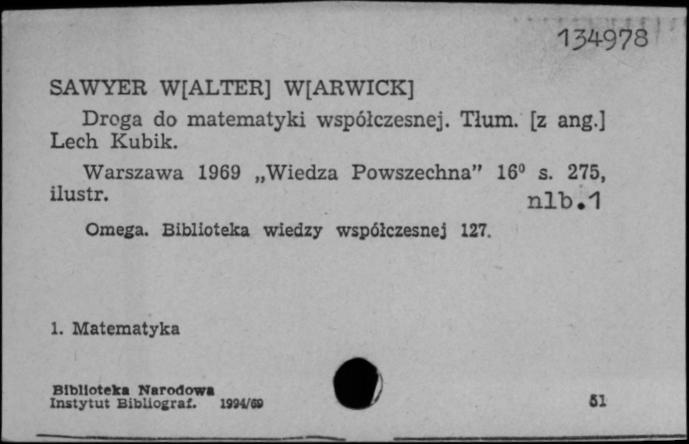 134978
SAWYER W[ALTER] W[ARWICK]
Droga do matematyki współczesnej. Tłum. [z ang.]
Lech Kubik.
Warszawa 1969 „Wiedza Powszechna” 16⁰ s. 275,
ilustr. nlb.1
Omega. Biblioteka wiedzy współczesnej 127.
1. Matematyka
Biblioteka Narodowa
Instytut Bibliograf. 1994/69 51